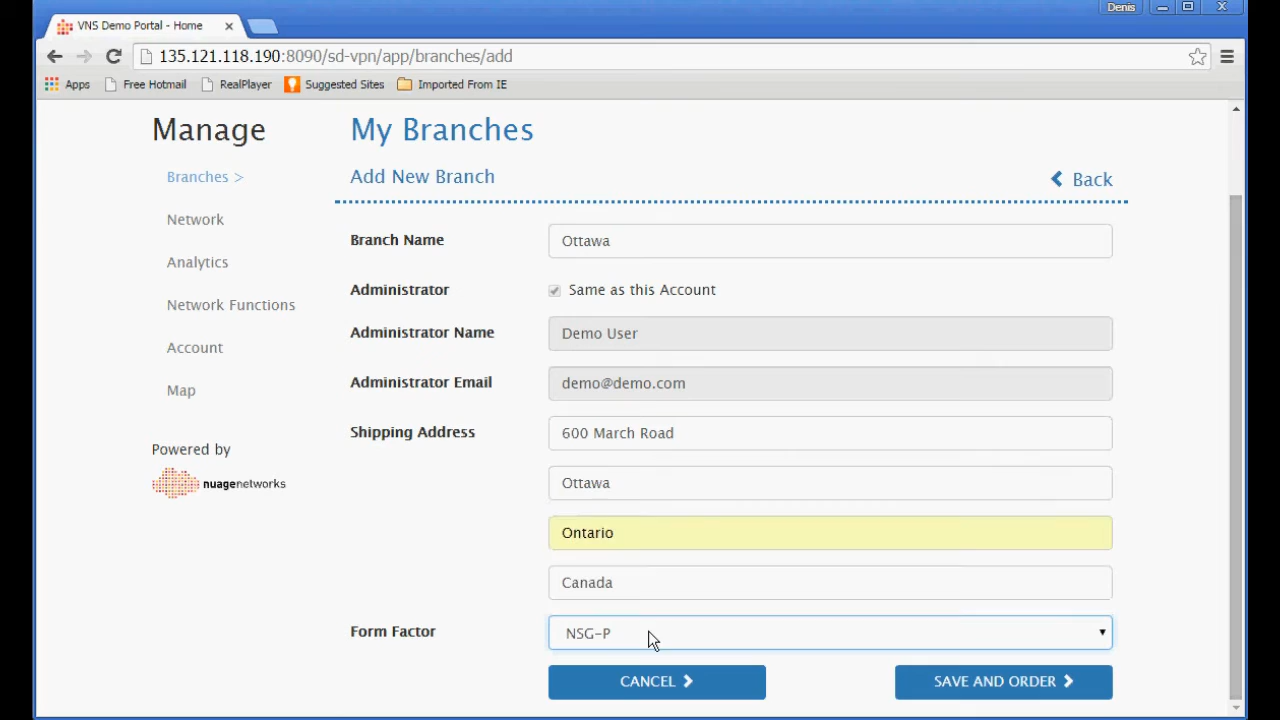 Denis
VNS Demo Portal - Home
135.121.118.190:8090/sd-vpn/app/branches/add
Apps Free Hotmail RealPlayer Suggested Sites Imported From IE
Manage
Branches >
Network
Analytics
Network Functions
Account
Map
Powered by
nuagenetworks
My Branches
Add New Branch
Back
Branch Name Ottawa
Administrator Same as this Account
Administrator Name Demo User
Administrator Email demo@demo.com
Shipping Address 600 March Road
Ottawa
Ontario
Canada
Form Factor NSG-P
CANCEL SAVE AND ORDER